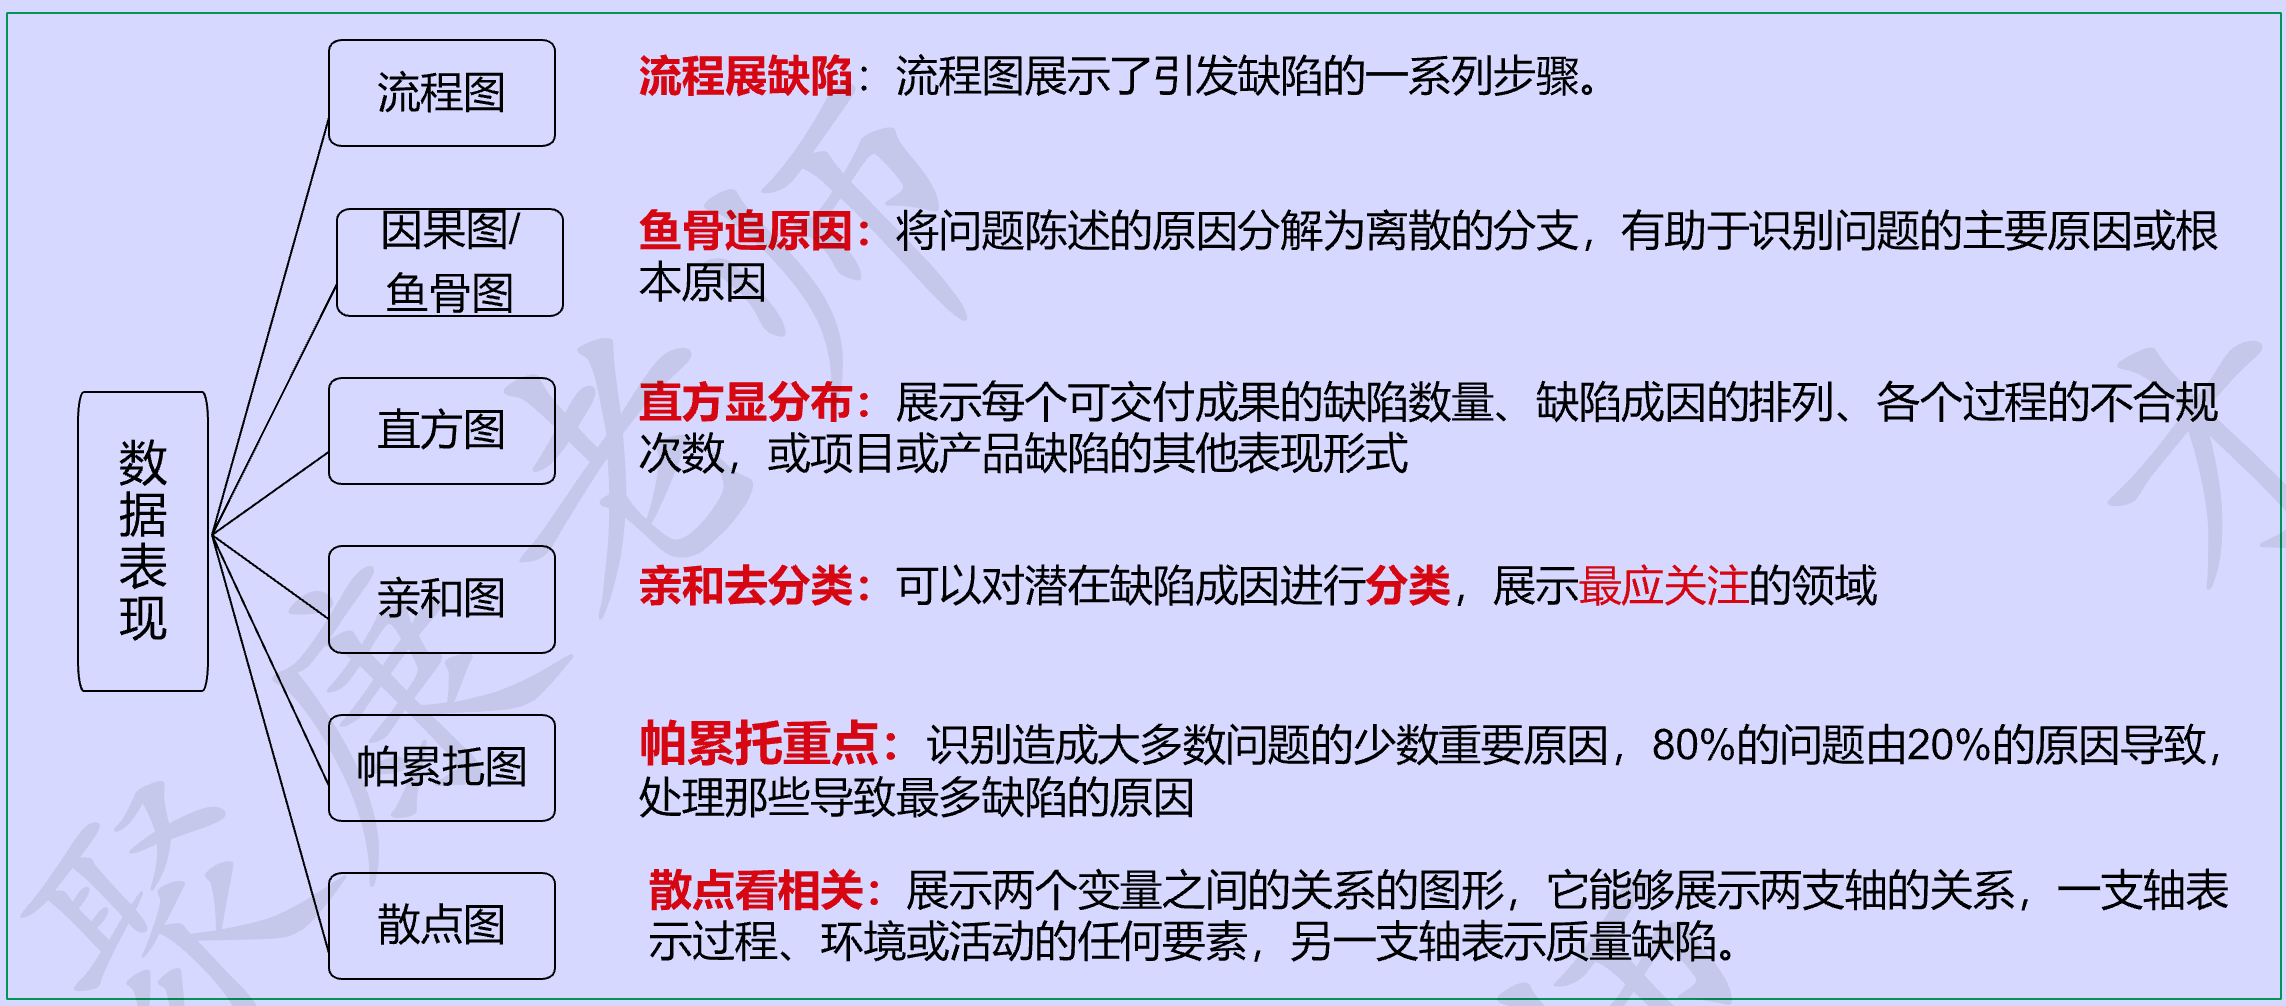 流程图
流程展缺陷：流程图展示了引发缺陷的一系列步骤。
因果图/
鱼骨图
鱼骨追原因：将问题陈述的原因分解为离散的分支，有助于识别问题的主要原因或根
本原因
直方图
直方显分布：展示每个可交付成果的缺陷数量、缺陷成因的排列、各个过程的不合规
次数，或项目或产品缺陷的其他表现形式
数
据
表
现
亲和图
亲和去分类：可以对潜在缺陷成因进行分类，展示最应关注的领域
帕累托图
帕累托重点：识别造成大多数问题的少数重要原因，80%的问题由20%的原因导致，
处理那些导致最多缺陷的原因
散点图
散点看相关：展示两个变量之间的关系的图形，它能够展示两支轴的关系，一支轴表
示过程、环境或活动的任何要素，另一支轴表示质量缺陷。
聚康老师